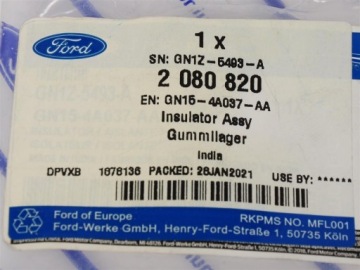 Ford
1 x
SN: GN1Z-5493-A
2 080 820
EN: GN15-4A037-AA
Insulator Assy
Gummilager
India
DPVXB 1676136 PACKED: 26JAN2021 USE BY: ******
Ford of Europe
RKPMS NO. MFL001
Ford-Werke GmbH, Henry-Ford-Straße 1, 50735 Köln